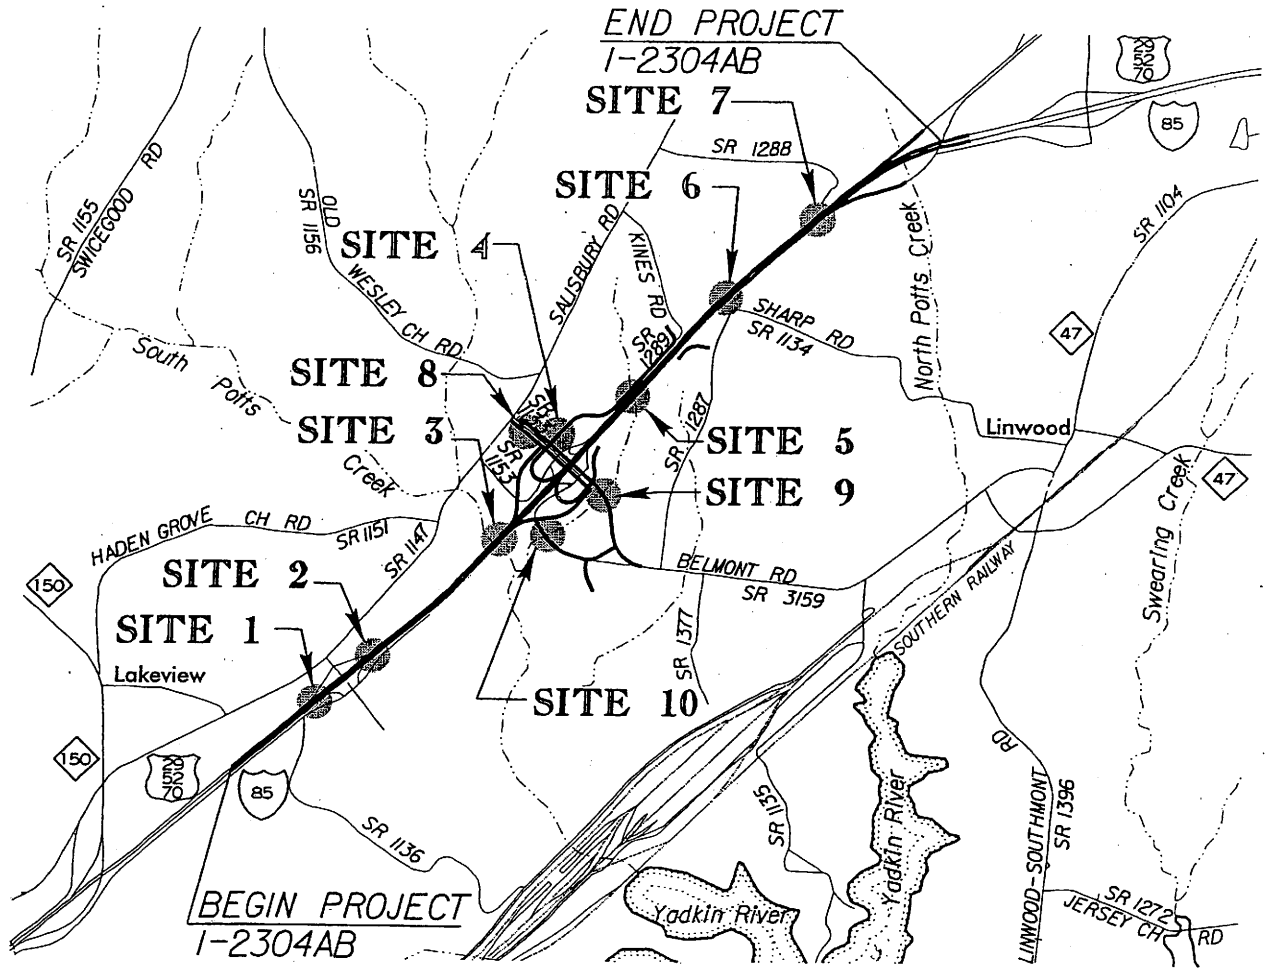 END PROJECT
I-2304AB
29
52
70
85
SITE 7
SR 1288
SITE 6
SR 1104
SR 1155
SWICEGOOD RD
OLD
SR 1156
WESLEY CH RD
SITE 4
SALISBURY RD
KINES RD
SR
1289
North Potts Creek
SHARP RD
SR 1134
47
South
Potts
Creek
SITE 8
SITE 3
SR
1153
SR 1287
SITE 5
SITE 9
Linwood
47
Swearing Creek
HADEN GROVE CH RD
SR 1151
SR 1147
150
SITE 2
SITE 1
Lakeview
BELMONT RD
SR 3159
SR 1377
SOUTHERN RAILWAY
SITE 10
150
29
52
70
85
SR 1136
SR 1135
Yadkin River
Yadkin River
RD
LINWOOD-SOUTHMONT
SR 1396
SR 1272
JERSEY CH RD
BEGIN PROJECT
I-2304AB